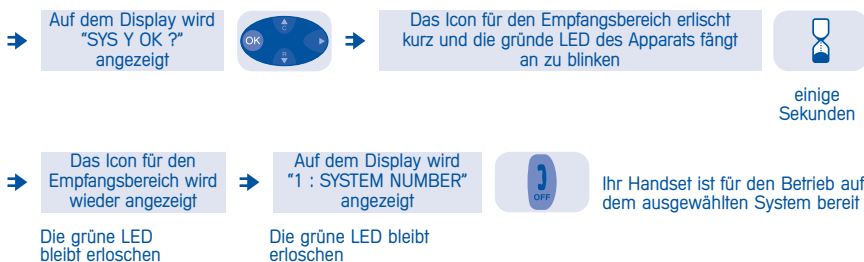 Auf dem Display wird
"SYS Y OK ?"
angezeigt
C
OK
R
Das Icon für den Empfangsbereich erlischt
kurz und die gründe LED des Apparats fängt
an zu blinken
einige
Sekunden
Das Icon für den
Empfangsbereich wird
wieder angezeigt
Die grüne LED
bleibt erloschen
Auf dem Display wird
"1 : SYSTEM NUMBER"
angezeigt
Die grüne LED bleibt
erloschen
OFF
Ihr Handset ist für den Betrieb auf
dem ausgewählten System bereit